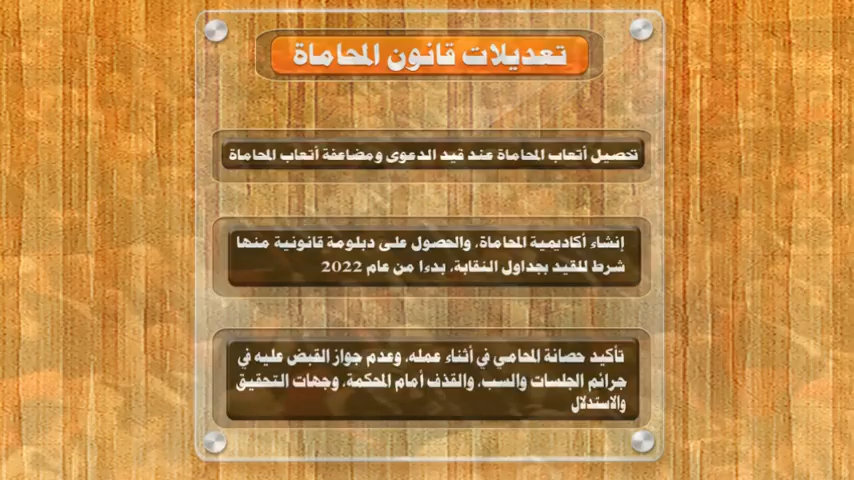 تعديلات قانون المحاماة
تحصيل أتعاب المحاماة عند قيد الدعوى ومضاعفة أتعاب المحاماة
إنشاء أكاديمية المحاماة، والحصول على دبلومة قانونية منها
شرط للقيد بجداول النقابة، بدءا من عام 2022
تأكيد حصانة المحامي في أثناء عمله، وعدم جواز القبض عليه في
جرائم الجلسات والسب، والقذف أمام المحكمة، وجهات التحقيق
والاستدلال